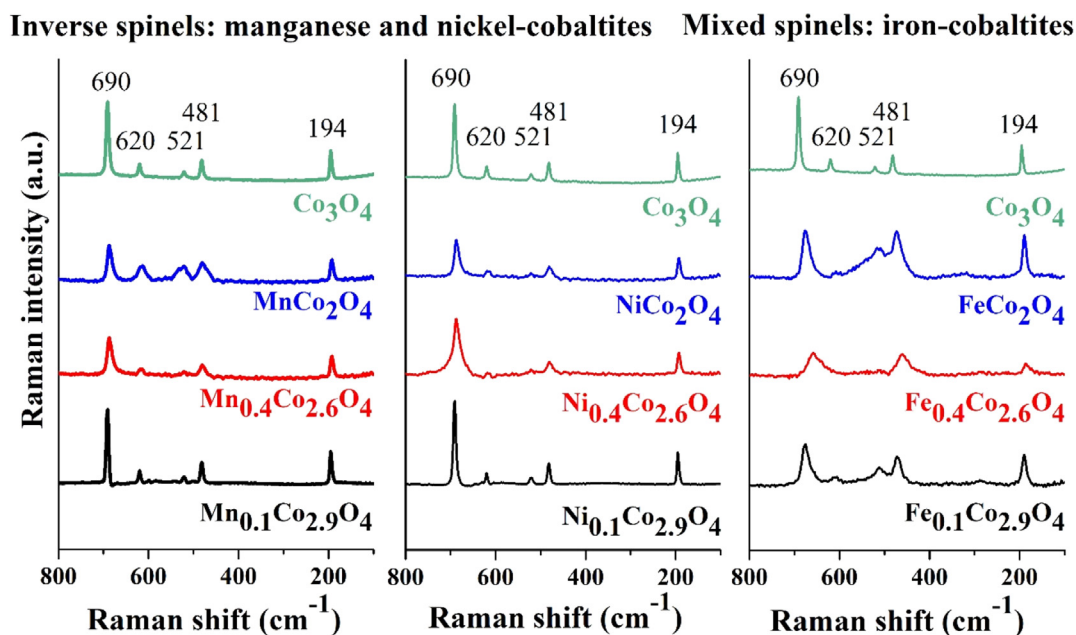 Inverse spinels: manganese and nickel-cobaltites Mixed spinels: iron-cobaltites
Raman intensity (a.u.)
690
620
521
481
194
Co3O4
MnCo2O4
Mn0.4Co2.6O4
Mn0.1Co2.9O4
800 600 400 200
Raman shift (cm-1)
690
620
521
481
194
Co3O4
NiCo2O4
Ni0.4Co2.6O4
Ni0.1Co2.9O4
800 600 400 200
Raman shift (cm-1)
690
620
521
481
194
Co3O4
FeCo2O4
Fe0.4Co2.6O4
Fe0.1Co2.9O4
800 600 400 200
Raman shift (cm-1)